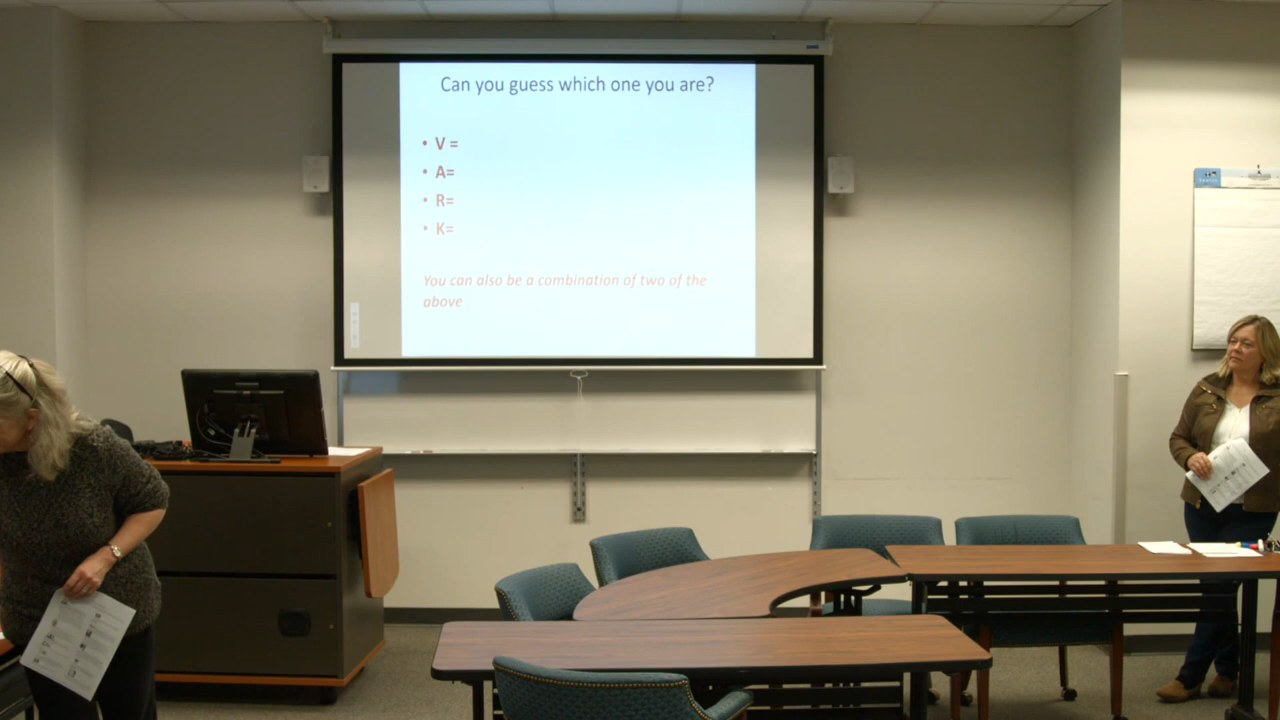 Can you guess which one you are?
• V =
• A=
• R=
• K=
You can also be a combination of two of the
above